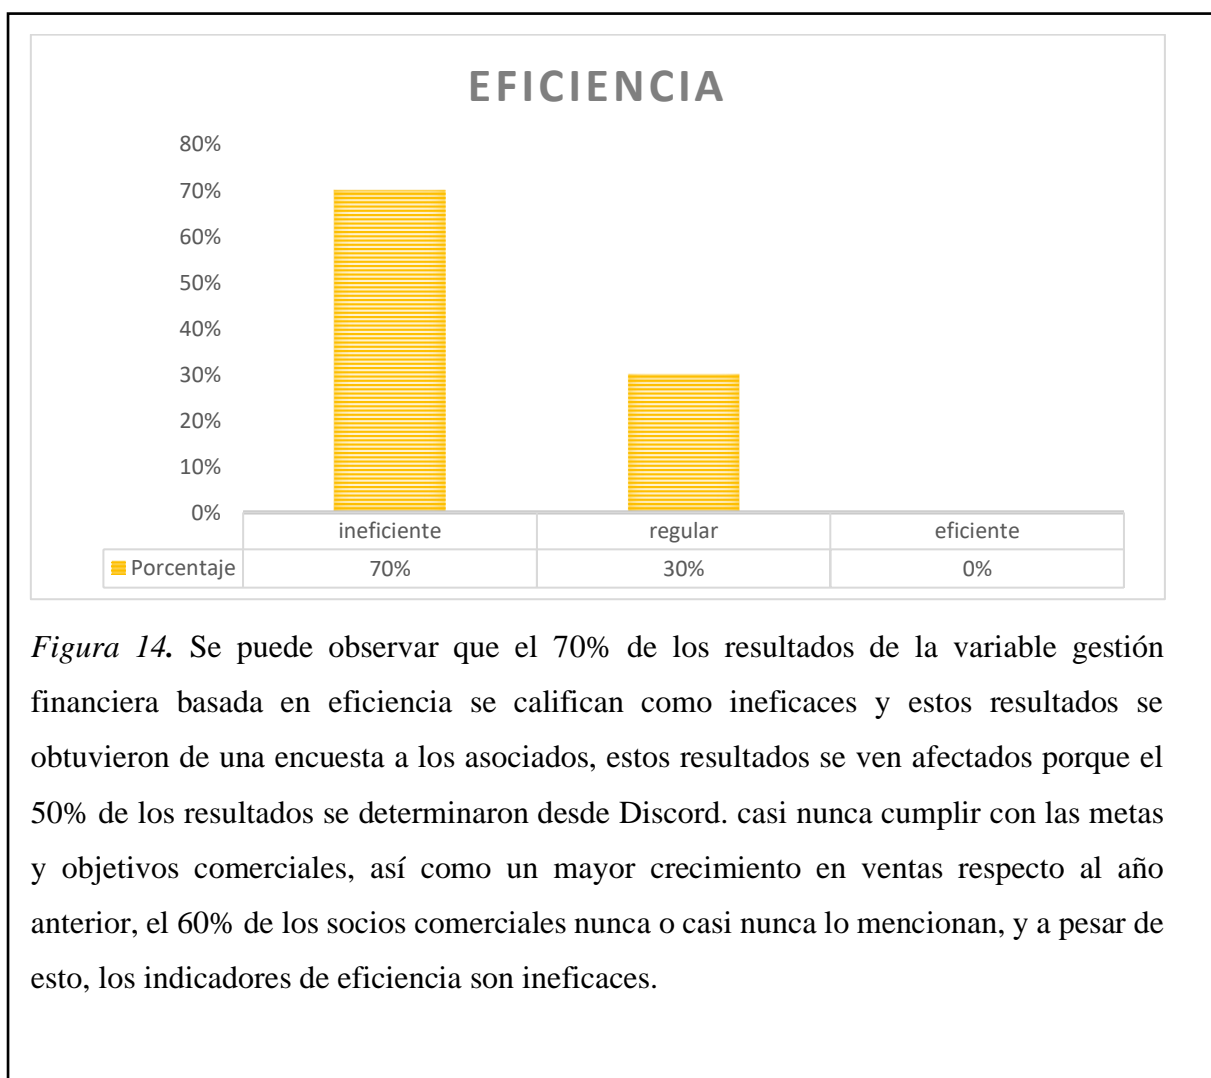 EFICIENCIA
80%
70%
60%
50%
40%
30%
20%
10%
0%
ineficiente regular eficiente
Porcentaje 70% 30% 0%
Figura 14. Se puede observar que el 70% de los resultados de la variable gestión
financiera basada en eficiencia se califican como ineficaces y estos resultados se
obtuvieron de una encuesta a los asociados, estos resultados se ven afectados porque el
50% de los resultados se determinaron desde Discord. casi nunca cumplir con las metas
y objetivos comerciales, así como un mayor crecimiento en ventas respecto al año
anterior, el 60% de los socios comerciales nunca o casi nunca lo mencionan, y a pesar de
esto, los indicadores de eficiencia son ineficaces.